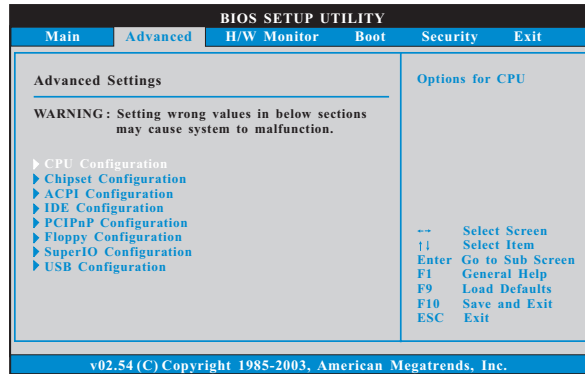 BIOS SETUP UTILITY
Main Advanced H/W Monitor Boot Security Exit
Advanced Settings
WARNING : Setting wrong values in below sections
may cause system to malfunction.
CPU Configuration
Chipset Configuration
ACPI Configuration
IDE Configuration
PCIPnP Configuration
Floppy Configuration
SuperIO Configuration
USB Configuration
Options for CPU
←→ Select Screen
↑↓ Select Item
Enter Go to Sub Screen
F1 General Help
F9 Load Defaults
F10 Save and Exit
ESC Exit
v02.54 (C) Copyright 1985-2003, American Megatrends, Inc.